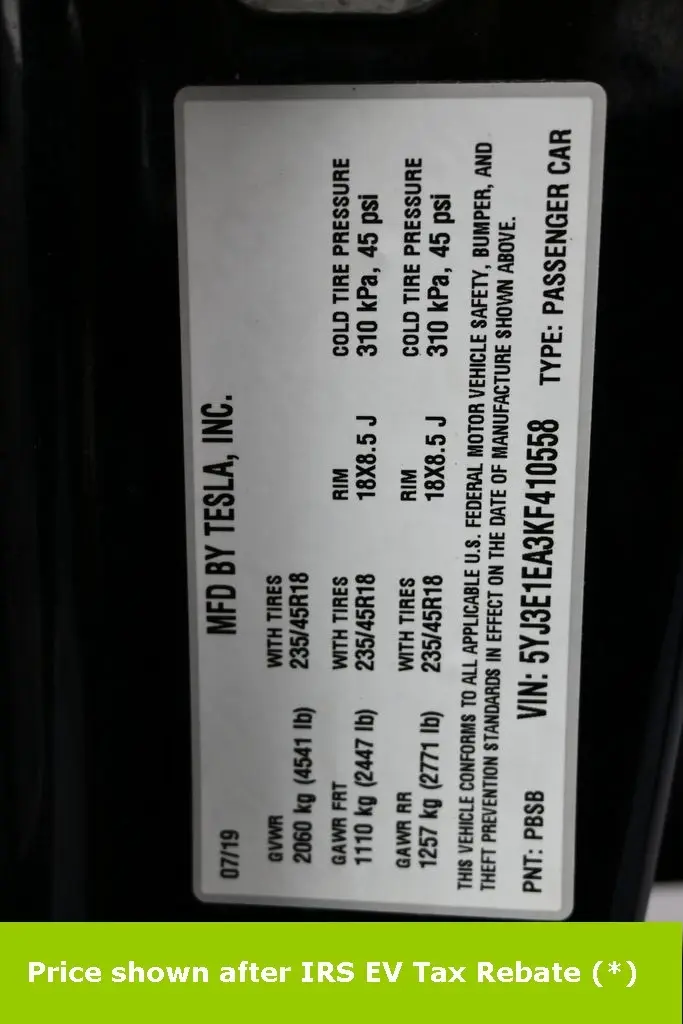 07/19
MFD BY TESLA, INC.
GVWR
WITH TIRES
2060 kg (4541 lb)
235/45R18
GAWR FRT
WITH TIRES
RIM
COLD TIRE PRESSURE
1110 kg (2447 lb)
235/45R18
18X8.5 J
310 kPa, 45 psi
GAWR RR
WITH TIRES
RIM
COLD TIRE PRESSURE
1257 kg (2771 lb)
235/45R18
18X8.5 J
310 kPa, 45 psi
THIS VEHICLE CONFORMS TO ALL APPLICABLE U.S. FEDERAL MOTOR VEHICLE SAFETY, BUMPER, AND
THEFT PREVENTION STANDARDS IN EFFECT ON THE DATE OF MANUFACTURE SHOWN ABOVE.
PNT: PBSB
VIN: 5YJ3E1EA3KF410558
TYPE: PASSENGER CAR
Price shown after IRS EV Tax Rebate (*)